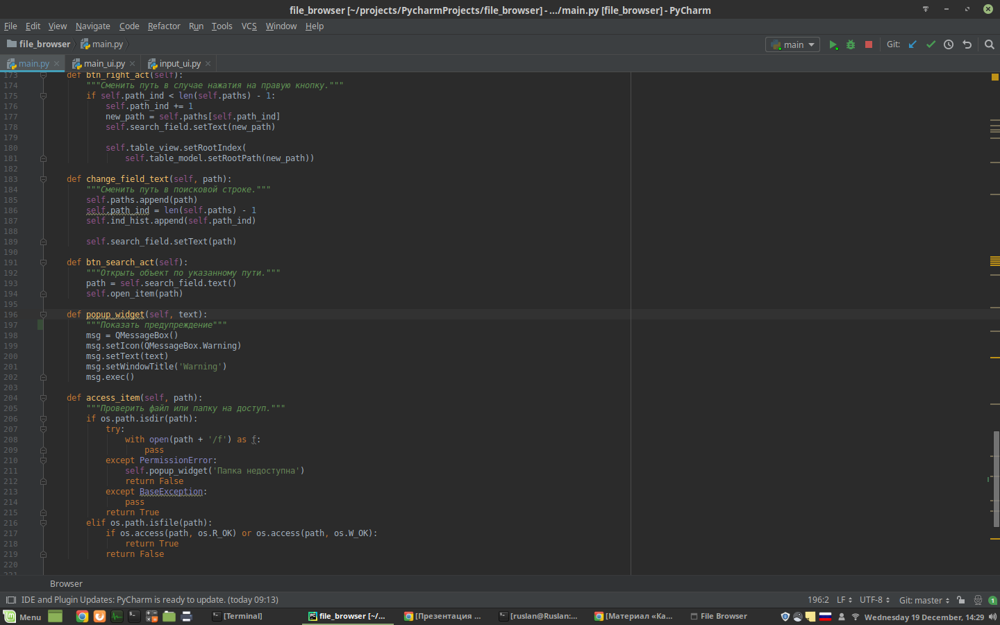 file_browser [~/projects/PycharmProjects/file_browser] - .../main.py [file_browser] - PyCharm
File Edit View Navigate Code Refactor Run Tools VCS Window Help
file_browser main.py main Git:
main.py main_ui.py input_ui.py
173 def btn_right_act(self):
174 """Сменить путь в случае нажатия на правую кнопку."""
175 if self.path_ind < len(self.paths) - 1:
176 self.path_ind += 1
177 new_path = self.paths[self.path_ind]
178 self.search_field.setText(new_path)
179
180 self.table_view.setRootIndex(
181 self.table_model.setRootPath(new_path))
182
183 def change_field_text(self, path):
184 """Сменить путь в поисковой строке."""
185 self.paths.append(path)
186 self.path_ind = len(self.paths) - 1
187 self.ind_hist.append(self.path_ind)
188
189 self.search_field.setText(path)
190
191 def btn_search_act(self):
192 """Открыть объект по указанному пути."""
193 path = self.search_field.text()
194 self.open_item(path)
195
196 def popup_widget(self, text):
197 """Показать предупреждение"""
198 msg = QMessageBox()
199 msg.setIcon(QMessageBox.Warning)
200 msg.setText(text)
201 msg.setWindowTitle('Warning')
202 msg.exec()
203
204 def access_item(self, path):
205 """Проверить файл или папку на доступ."""
206 if os.path.isdir(path):
207 try:
208 with open(path + '/f') as f:
209 pass
210 except PermissionError:
211 self.popup_widget('Папка недоступна')
212 return False
213 except BaseException:
214 pass
215 return True
216 elif os.path.isfile(path):
217 if os.access(path, os.R_OK) or os.access(path, os.W_OK):
218 return True
219 return False
220
221
Browser
IDE and Plugin Updates: PyCharm is ready to update. (today 09:13) 196:2 LF UTF-8 Git: master 1
Menu [Terminal] file_browser [~/... [Презентация ... [ruslan@Ruslan:... [Материал «Ка... File Browser Wednesday 19 December, 14:29